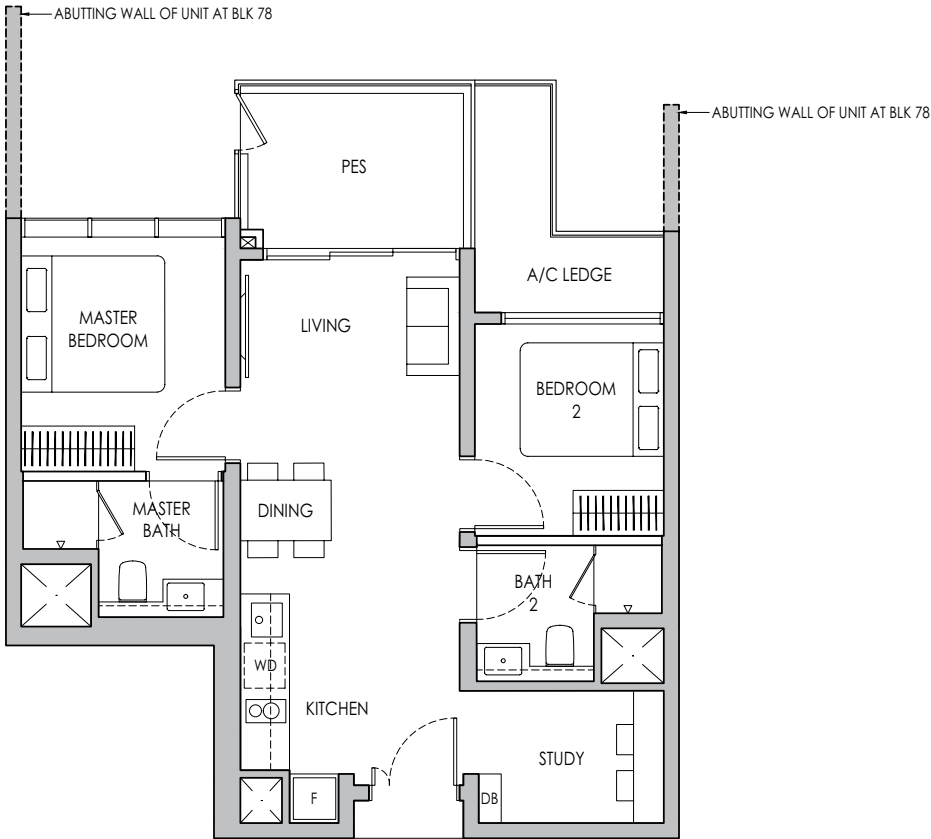 ABUTTING WALL OF UNIT AT BLK 78
ABUTTING WALL OF UNIT AT BLK 78
PES
A/C LEDGE
MASTER
BEDROOM
LIVING
BEDROOM
2
DINING
MASTER
BATH
BATH
2
WD
KITCHEN
STUDY
F
DB